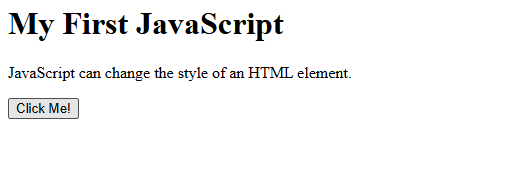 My First JavaScript
JavaScript can change the style of an HTML element.
Click Me!